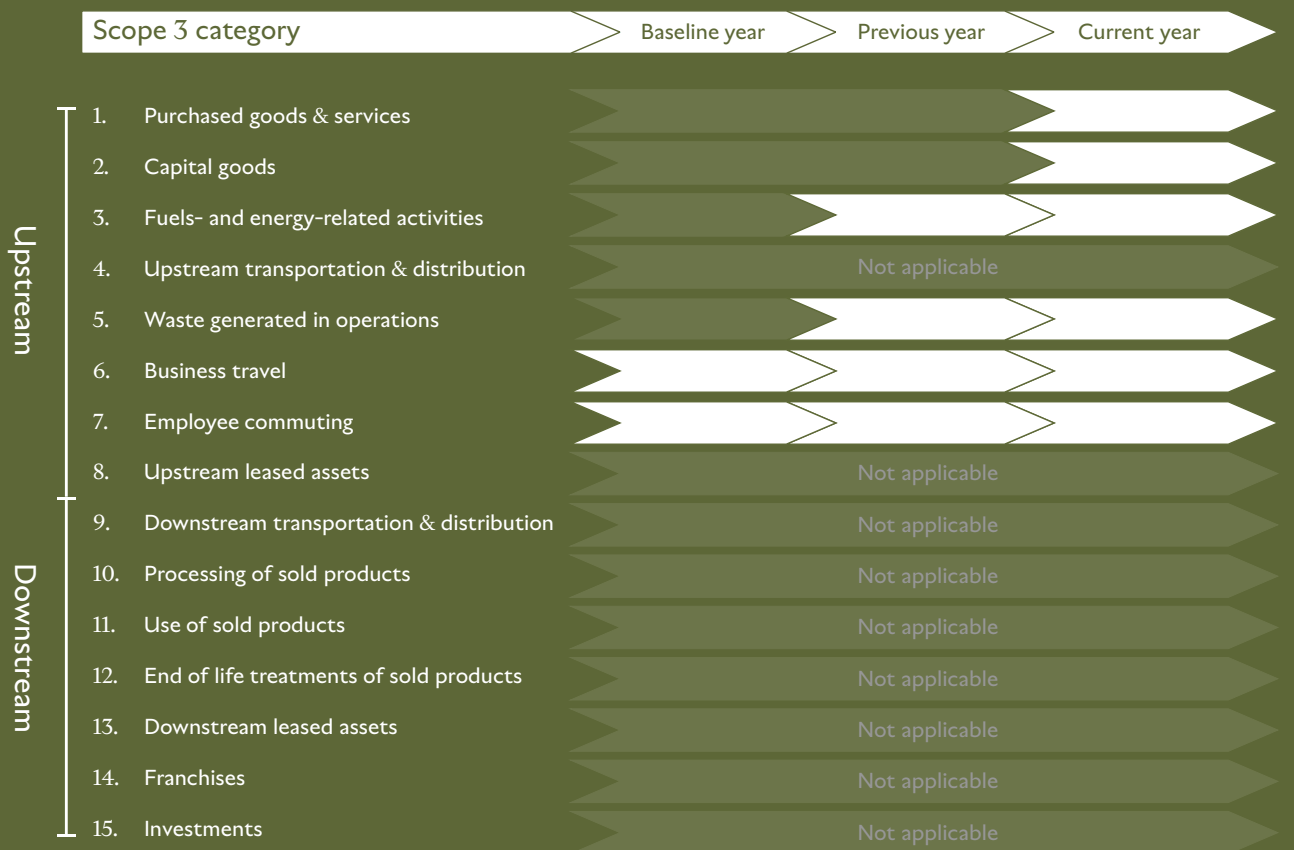 Scope 3 category Baseline year Previous year Current year
Upstream
1. Purchased goods & services
2. Capital goods
3. Fuels- and energy-related activities
4. Upstream transportation & distribution Not applicable
5. Waste generated in operations
6. Business travel
7. Employee commuting
8. Upstream leased assets Not applicable
Downstream
9. Downstream transportation & distribution Not applicable
10. Processing of sold products Not applicable
11. Use of sold products Not applicable
12. End of life treatments of sold products Not applicable
13. Downstream leased assets Not applicable
14. Franchises Not applicable
15. Investments Not applicable